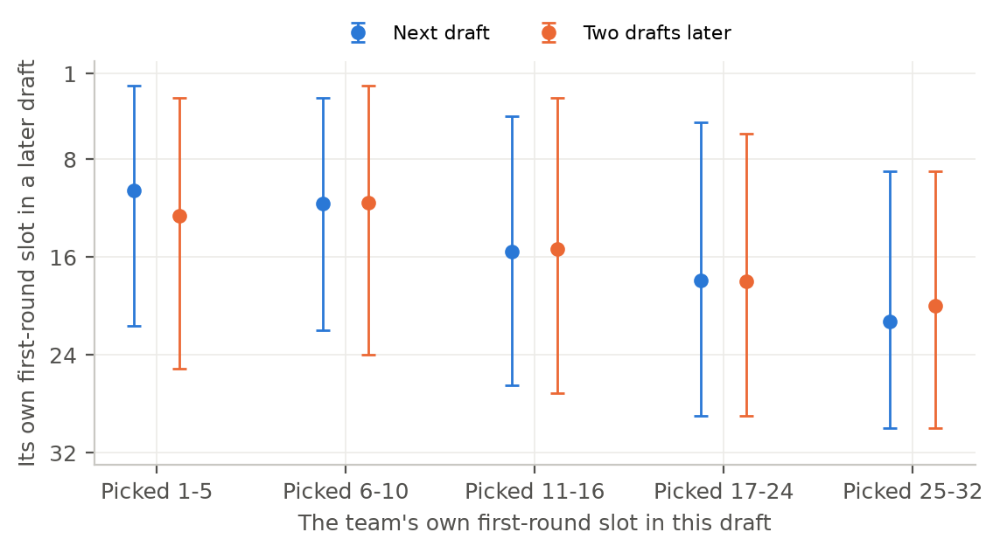 Next draft
Two drafts later
Its own first-round slot in a later draft
1
8
16
24
32
Picked 1-5
Picked 6-10
Picked 11-16
Picked 17-24
Picked 25-32
The team's own first-round slot in this draft